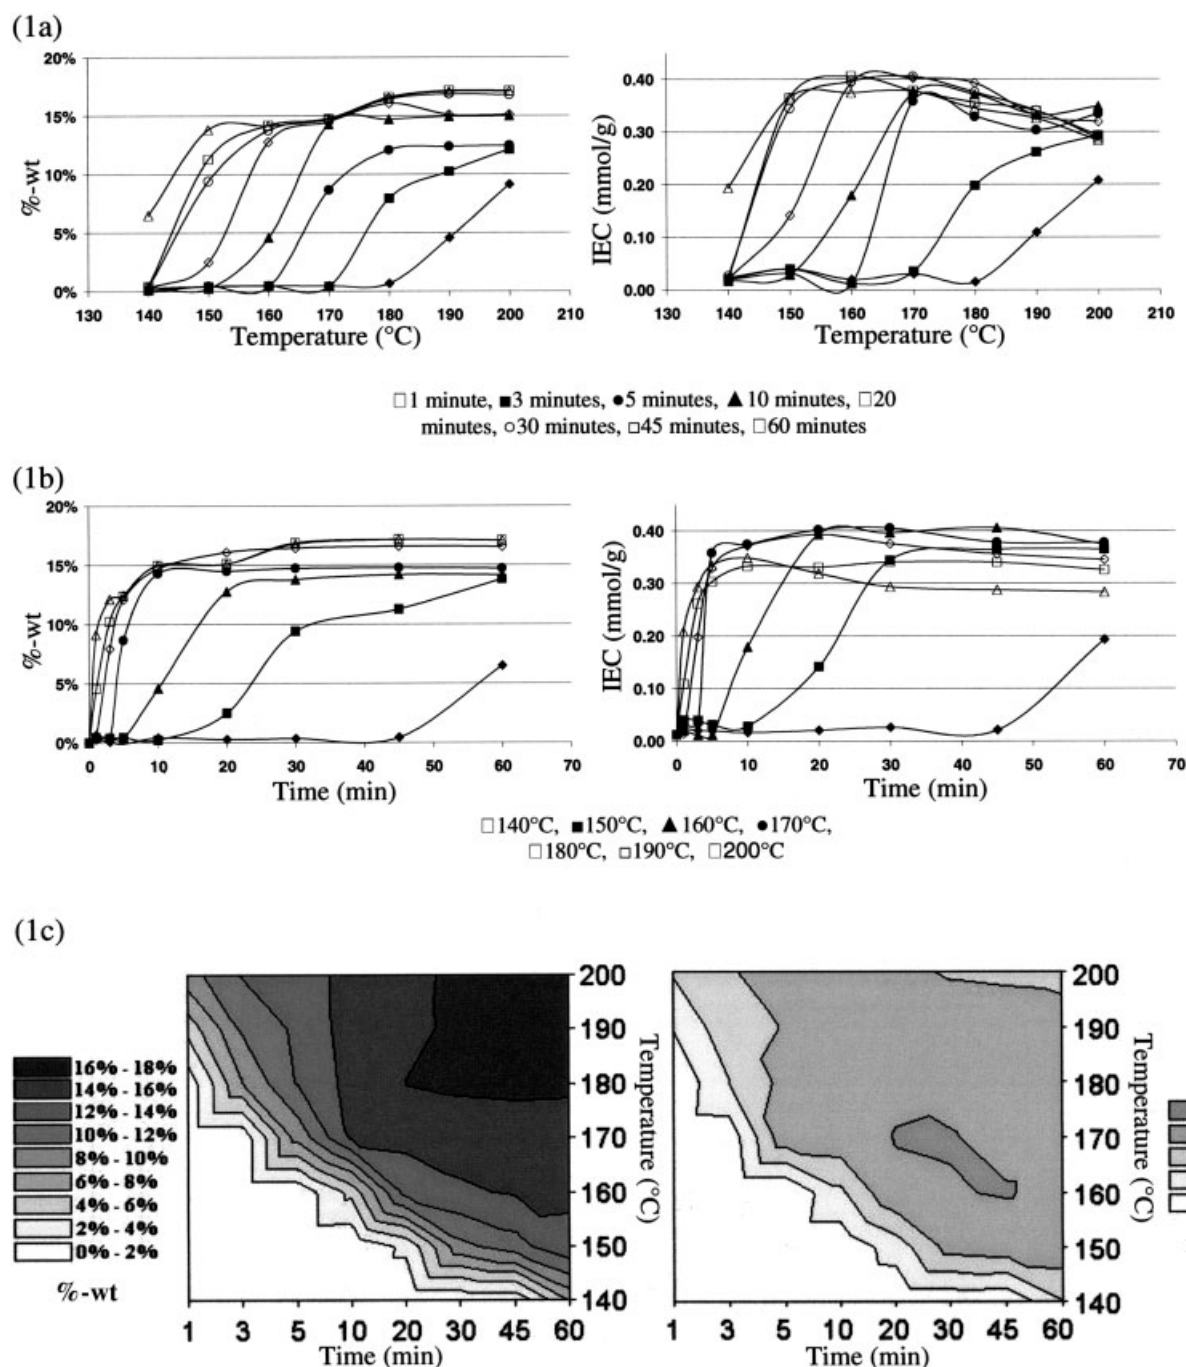 (1a)
20%
15%
10%
5%
0%
%-wt
130 140 150 160 170 180 190 200 210
Temperature (°C)
0.40
0.30
0.20
0.10
0.00
IEC (mmol/g)
130 140 150 160 170 180 190 200 210
Temperature (°C)
□1 minute, ■3 minutes, ●5 minutes, ▲10 minutes, □20
minutes, ○30 minutes, □45 minutes, □60 minutes
(1b)
20%
15%
10%
5%
0%
%-wt
0 10 20 30 40 50 60 70
Time (min)
0.40
0.30
0.20
0.10
0.00
IEC (mmol/g)
0 10 20 30 40 50 60 70
Time (min)
□140°C, ■150°C, ▲160°C, ●170°C,
□180°C, □190°C, □200°C
(1c)
16% - 18%
14% - 16%
12% - 14%
10% - 12%
8% - 10%
6% - 8%
4% - 6%
2% - 4%
0% - 2%
%-wt
200
190
180
170
160
150
140
Temperature (°C)
1 3 5 10 20 30 45 60
Time (min)
200
190
180
170
160
150
140
Temperature (°C)
1 3 5 10 20 30 45 60
Time (min)